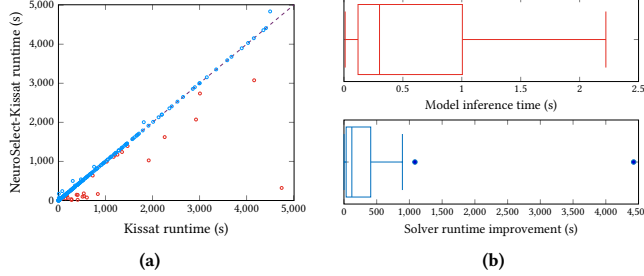 NeuroSelect-Kissat runtime (s)
5,000
4,000
3,000
2,000
1,000
0
0 1,000 2,000 3,000 4,000 5,000
Kissat runtime (s)
(a)
0 0.5 1 1.5 2 2.5
Model inference time (s)
0 500 1,000 1,500 2,000 2,500 3,000 3,500 4,000 4,500
Solver runtime improvement (s)
(b)